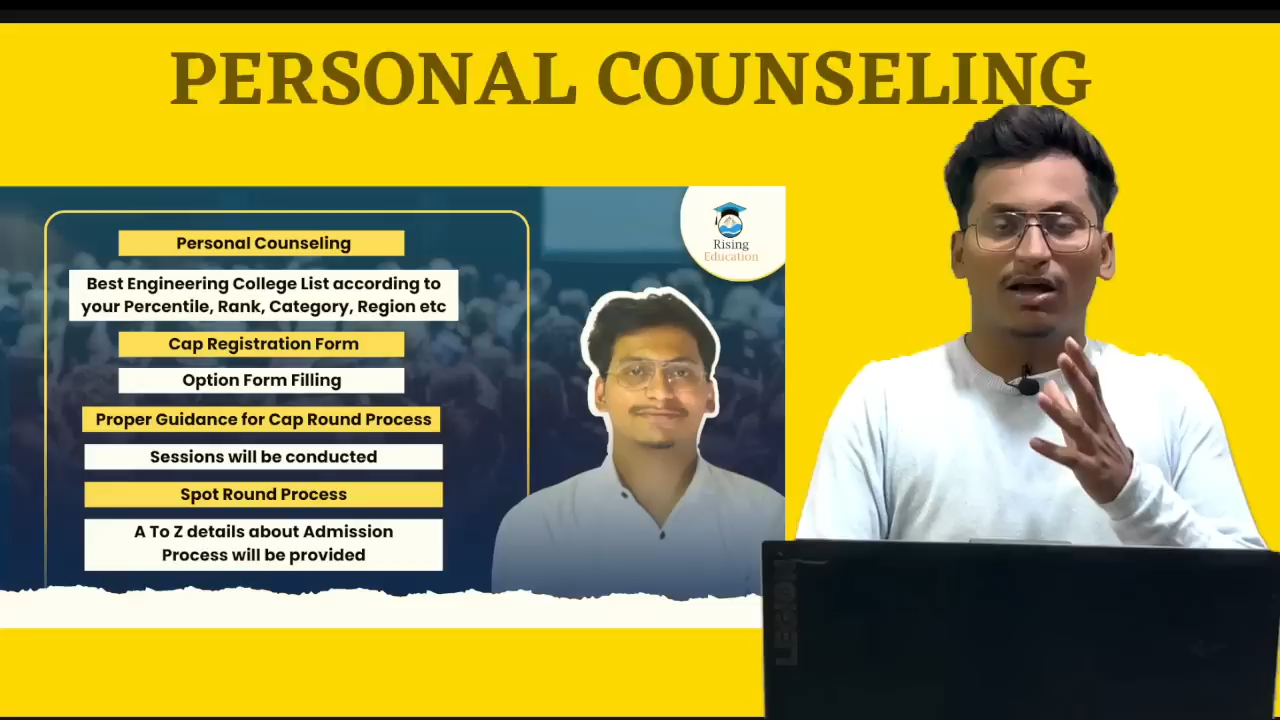 PERSONAL COUNSELING
Rising
Education
Personal Counseling
Best Engineering College List according to
your Percentile, Rank, Category, Region etc
Cap Registration Form
Option Form Filling
Proper Guidance for Cap Round Process
Sessions will be conducted
Spot Round Process
A To Z details about Admission
Process will be provided
LEGION